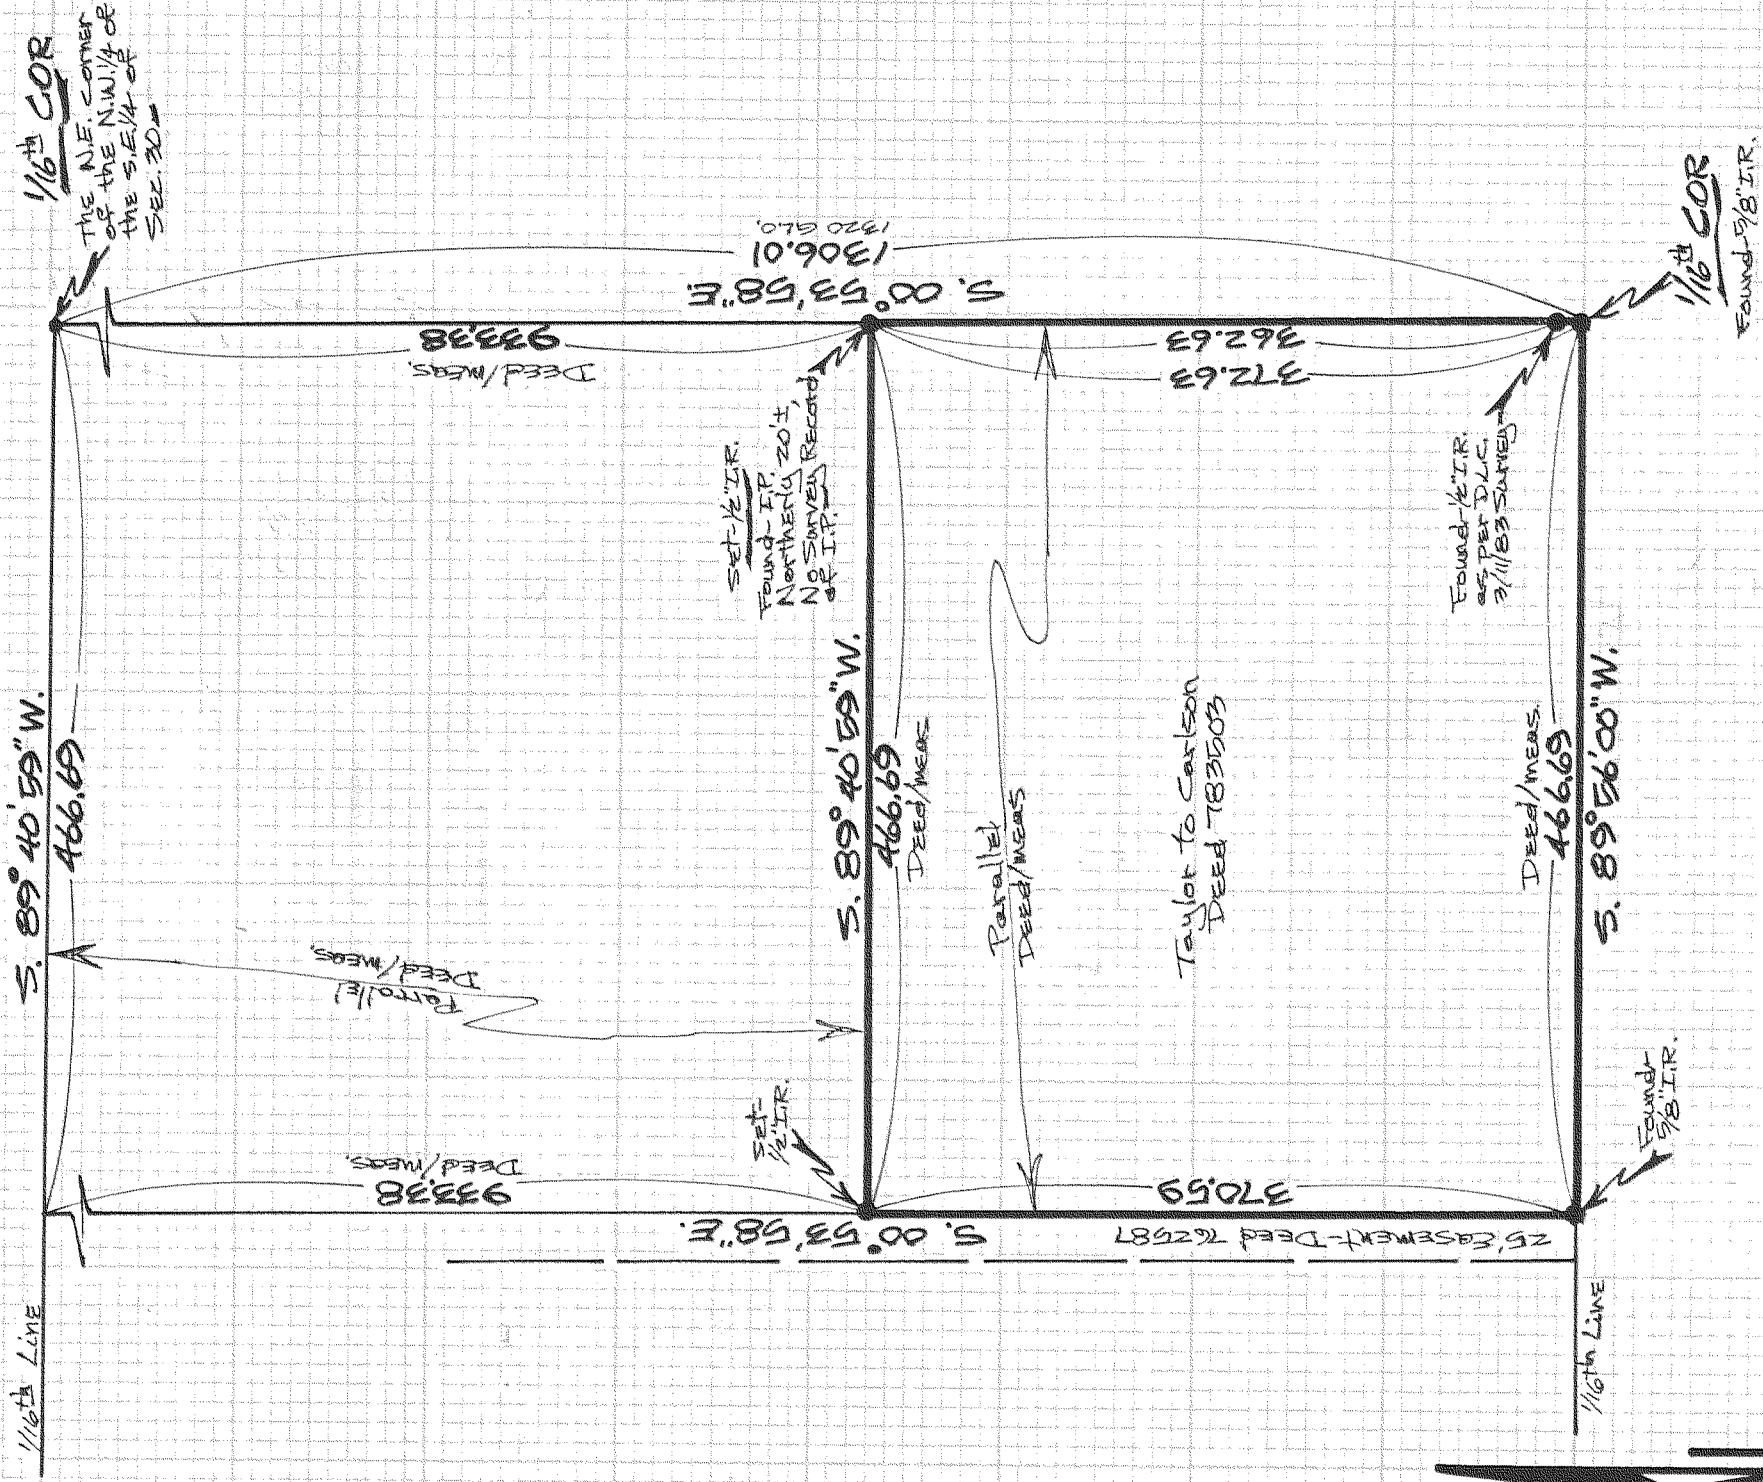 1/16th COR
The N.E. corner
of the N.W. 1/4 of
the S.E. 1/4 of
Sec. 30
S. 89° 40' 59" W.
466.69
1306.01
1320 G.L.O.
S. 00° 53' 58" E.
933.38
Deed/meas.
Parrallel
Deed/meas.
Deed/meas.
933.38
S. 00° 53' 58" E.
1/16th Line
Set-1/2" I.R.
Found-I.P.
Northerly 20'±,
No Survey Record
of I.P.
Set-
1/2" I.R.
S. 89° 40' 59" W.
466.69
Deed/meas
362.63
372.63
Parallel
Deed/meas
Taylor to Carlson
Deed 783503
370.59
25' Easement-Deed 762587
Found-1/2" I.R.
as per D.L.C.
3/11/83 Survey
Deed/meas.
466.69
S. 89° 56' 00" W.
1/16th COR
Found-5/8" I.R.
Found-
5/8" I.R.
1/16th Line